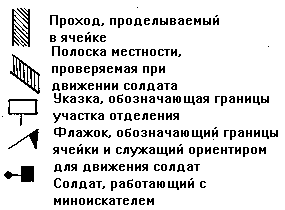 Проход, проделываемый
в ячейке
Полоска местности,
проверяемая при
движении солдата
Указка, обозначающая границы
участка отделения
Флажок, обозначающий границы
ячейки и служащий ориентиром
для движения солдат
Солдат, работающий с
миноискателем